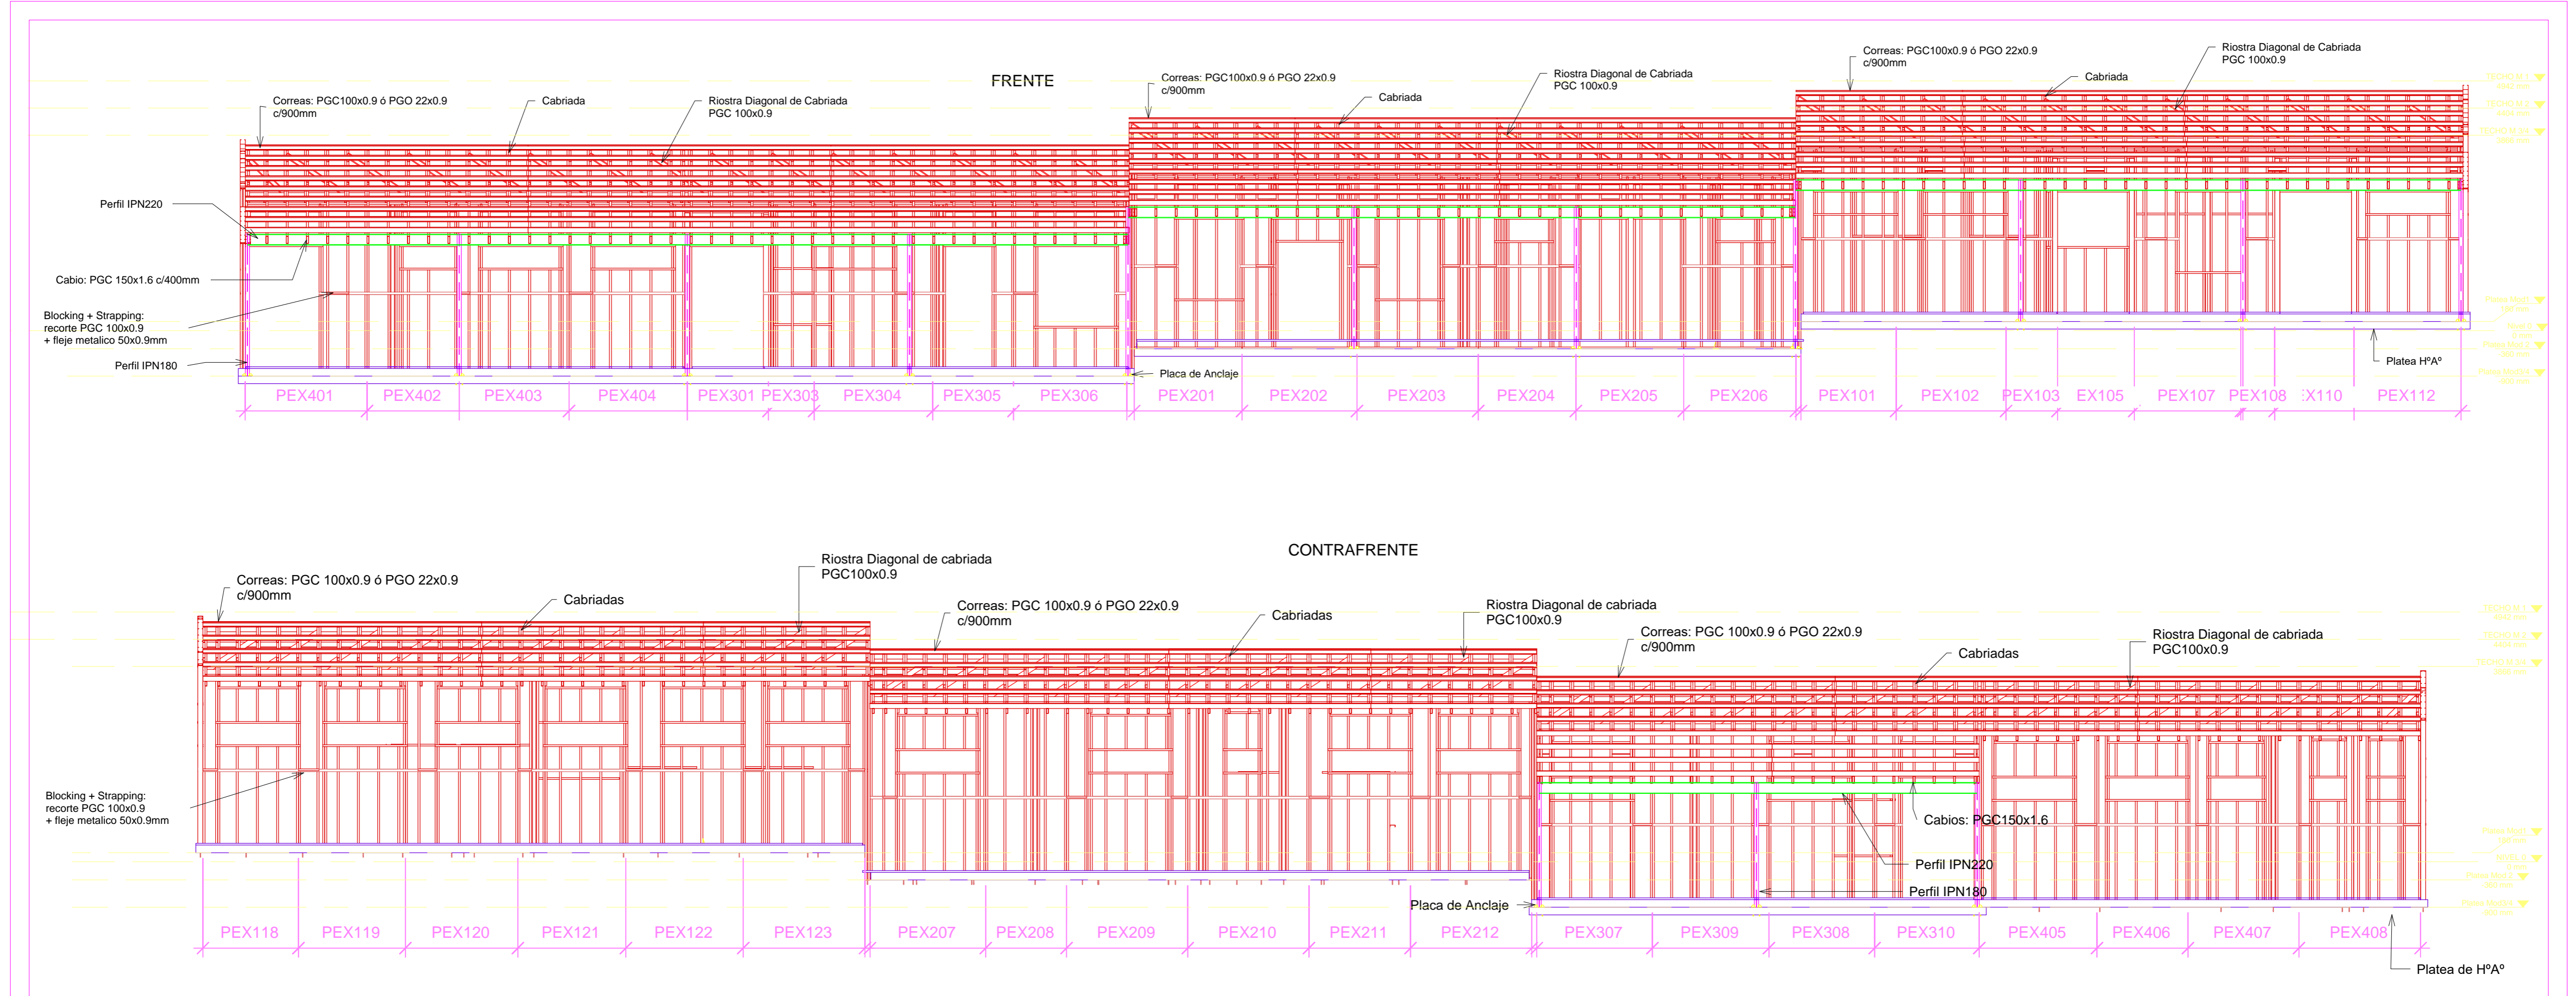 FRENTE
Correas: PGC100x0.9 ó PGO 22x0.9
c/900mm
Cabriada
Riostra Diagonal de Cabriada
PGC 100x0.9
Correas: PGC100x0.9 ó PGO 22x0.9
c/900mm
Cabriada
Riostra Diagonal de Cabriada
PGC 100x0.9
Correas: PGC100x0.9 ó PGO 22x0.9
c/900mm
Cabriada
Riostra Diagonal de Cabriada
PGC 100x0.9
Perfil IPN220
Cabio: PGC 150x1.6 c/400mm
Blocking + Strapping:
recorte PGC 100x0.9
+ fleje metalico 50x0.9mm
Perfil IPN180
Placa de Anclaje
Platea HºAº
PEX401 PEX402 PEX403 PEX404 PEX301 PEX303 PEX304 PEX305 PEX306 PEX201 PEX202 PEX203 PEX204 PEX205 PEX206 PEX101 PEX102 PEX103 EX105 PEX107 PEX108 X110 PEX112
CONTRAFRENTE
Correas: PGC 100x0.9 ó PGO 22x0.9
c/900mm
Cabriadas
Riostra Diagonal de cabriada
PGC100x0.9
Correas: PGC 100x0.9 ó PGO 22x0.9
c/900mm
Cabriadas
Riostra Diagonal de cabriada
PGC100x0.9
Correas: PGC 100x0.9 ó PGO 22x0.9
c/900mm
Cabriadas
Riostra Diagonal de cabriada
PGC100x0.9
Blocking + Strapping:
recorte PGC 100x0.9
+ fleje metalico 50x0.9mm
Cabios: PGC150x1.6
Perfil IPN220
Perfil IPN180
Placa de Anclaje
PEX118 PEX119 PEX120 PEX121 PEX122 PEX123 PEX207 PEX208 PEX209 PEX210 PEX211 PEX212 PEX307 PEX309 PEX308 PEX310 PEX405 PEX406 PEX407 PEX408
Platea de HºAº